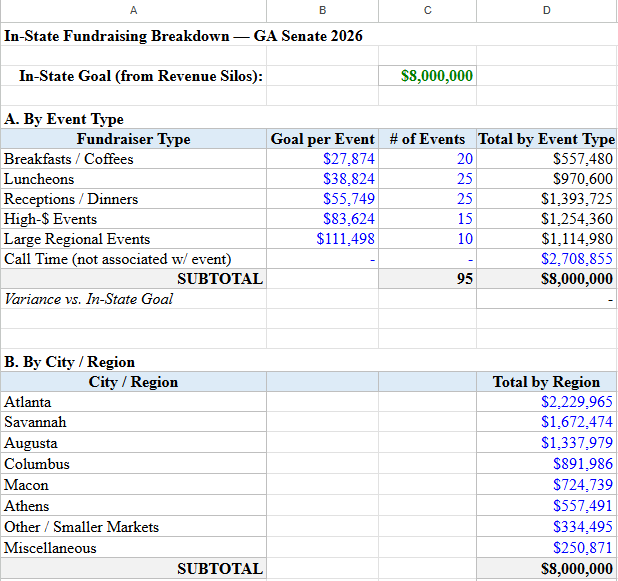 A B C D
In-State Fundraising Breakdown — GA Senate 2026
In-State Goal (from Revenue Silos): $8,000,000
A. By Event Type
Fundraiser Type Goal per Event # of Events Total by Event Type
Breakfasts / Coffees $27,874 20 $557,480
Luncheons $38,824 25 $970,600
Receptions / Dinners $55,749 25 $1,393,725
High-$ Events $83,624 15 $1,254,360
Large Regional Events $111,498 10 $1,114,980
Call Time (not associated w/ event) - - $2,708,855
SUBTOTAL 95 $8,000,000
Variance vs. In-State Goal -
B. By City / Region
City / Region Total by Region
Atlanta $2,229,965
Savannah $1,672,474
Augusta $1,337,979
Columbus $891,986
Macon $724,739
Athens $557,491
Other / Smaller Markets $334,495
Miscellaneous $250,871
SUBTOTAL $8,000,000